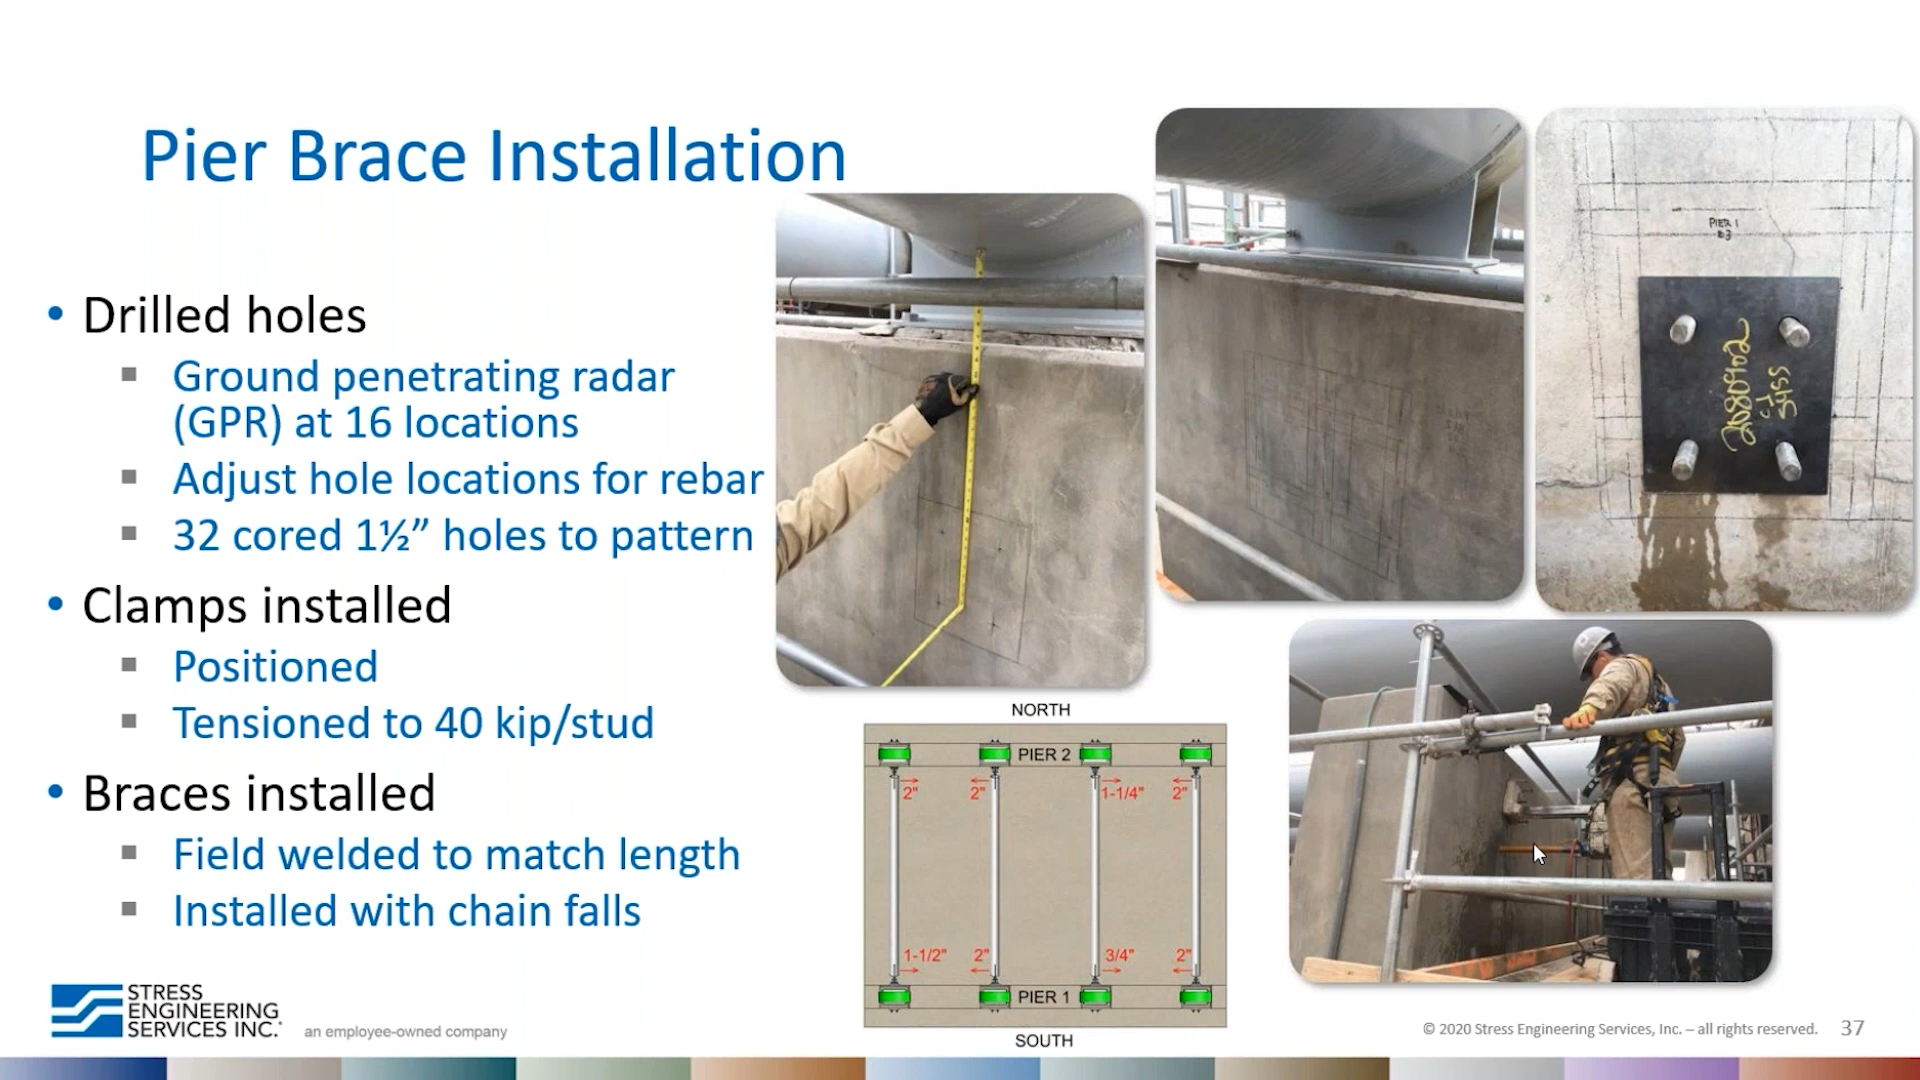 Pier Brace Installation
• Drilled holes
▪ Ground penetrating radar
(GPR) at 16 locations
▪ Adjust hole locations for rebar
▪ 32 cored 1½” holes to pattern
• Clamps installed
▪ Positioned
▪ Tensioned to 40 kip/stud
• Braces installed
▪ Field welded to match length
▪ Installed with chain falls
PIER 1
NORTH
PIER 2
2" 2" 1-1/4" 2"
1-1/2" 2" 3/4" 2"
PIER 1
SOUTH
STRESS
ENGINEERING
SERVICES INC.
an employee-owned company
© 2020 Stress Engineering Services, Inc. – all rights reserved. 37